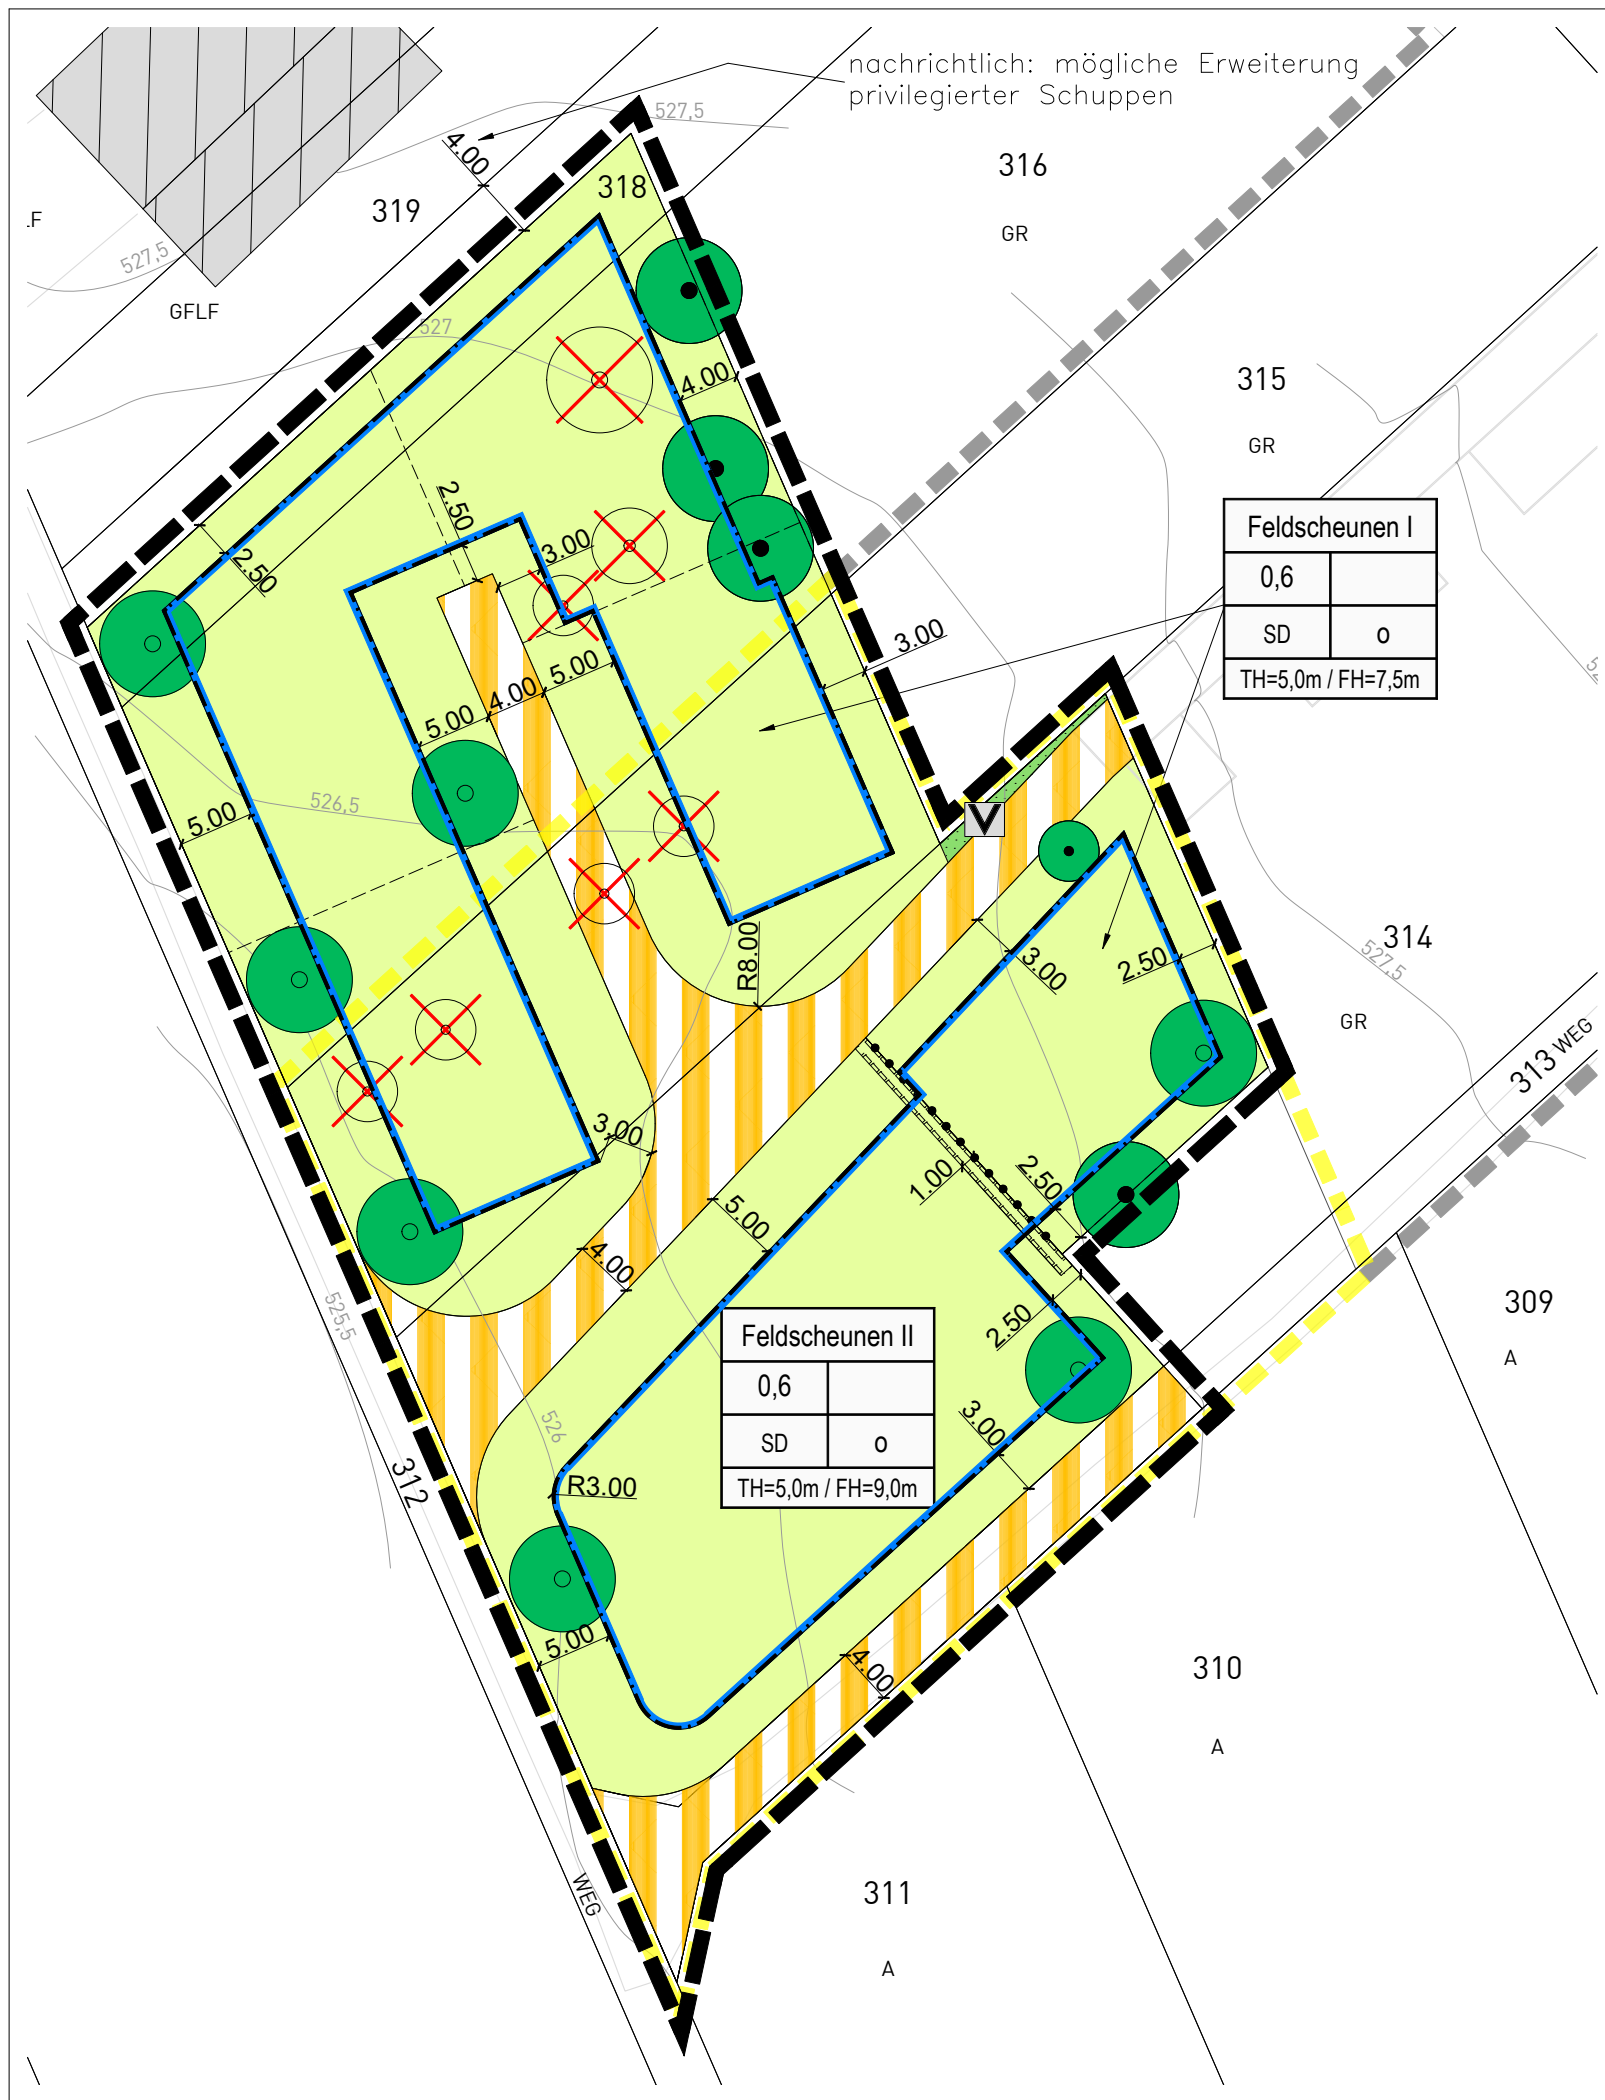 nachrichtlich: mögliche Erweiterung
privilegierter Schuppen
527,5
4.00
316
318
319
GR
527,5
GFLF
527
315
4.00
GR
2.50
Feldscheunen I
0,6
SD o
TH=5,0m / FH=7,5m
3.00
2.50
3.00
5.00
4.00
5.00
526,5
5.00
V
314
527,5
R8.00
3.00
2.50
GR
313 WEG
3.00
1.00
2.50
5.00
4.00
525,5
2.50
309
Feldscheunen II
0,6
SD o
TH=5,0m / FH=9,0m
A
526
3.00
312
R3.00
5.00
4.00
310
A
311
WEG
A